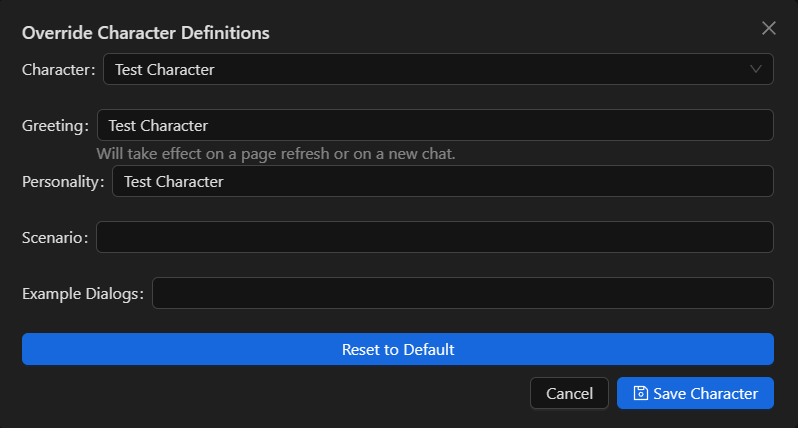 Override Character Definitions
Character: Test Character
Greeting: Test Character
Will take effect on a page refresh or on a new chat.
Personality: Test Character
Scenario:
Example Dialogs:
Reset to Default
Cancel Save Character